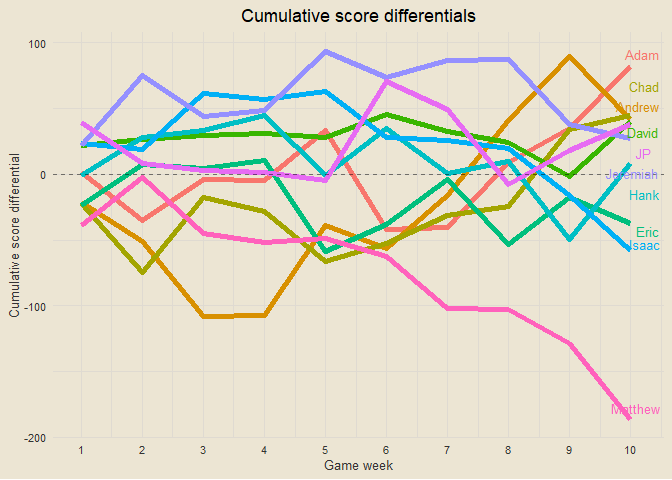 Cumulative score differentials
Cumulative score differential
100
0
-100
-200
Adam
Chad
Andrew
David
JP
Jeremiah
Hank
Eric
Isaac
Matthew
1 2 3 4 5 6 7 8 9 10
Game week